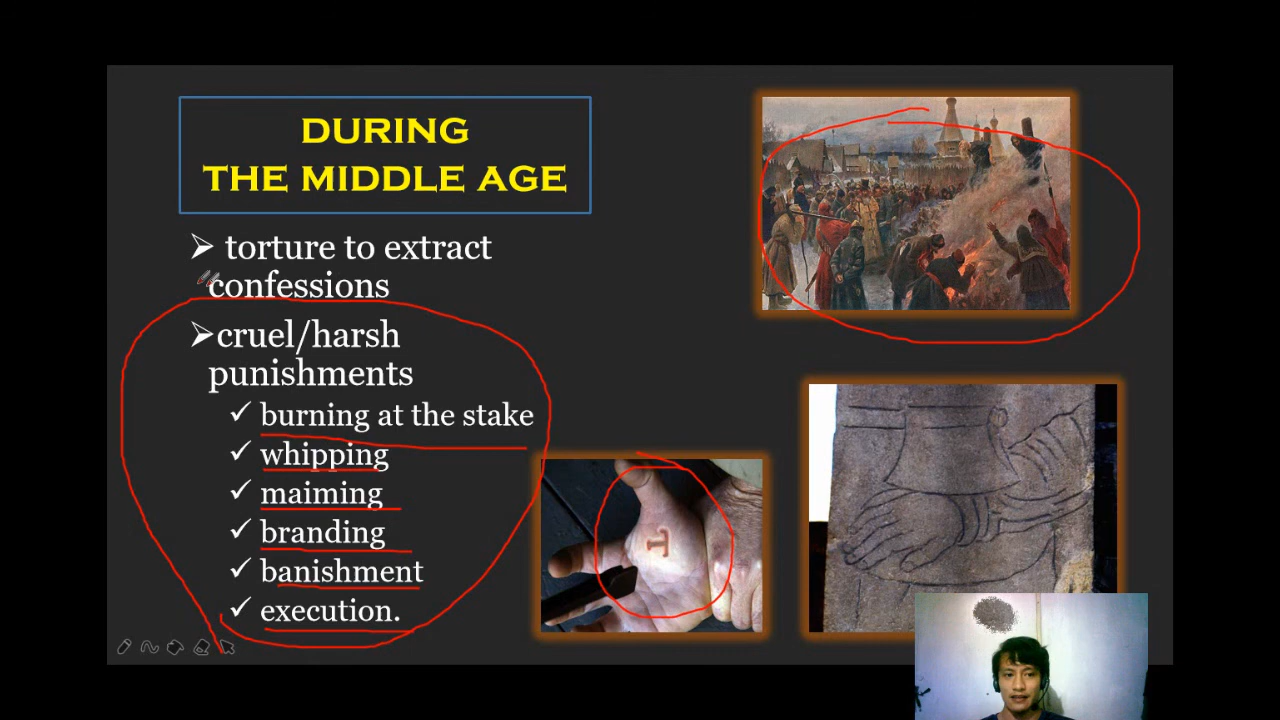 DURING
THE MIDDLE AGE
➢ torture to extract
confessions
➢cruel/harsh
punishments
✓ burning at the stake
✓ whipping
✓ maiming
✓ branding
✓ banishment
✓ execution.
T